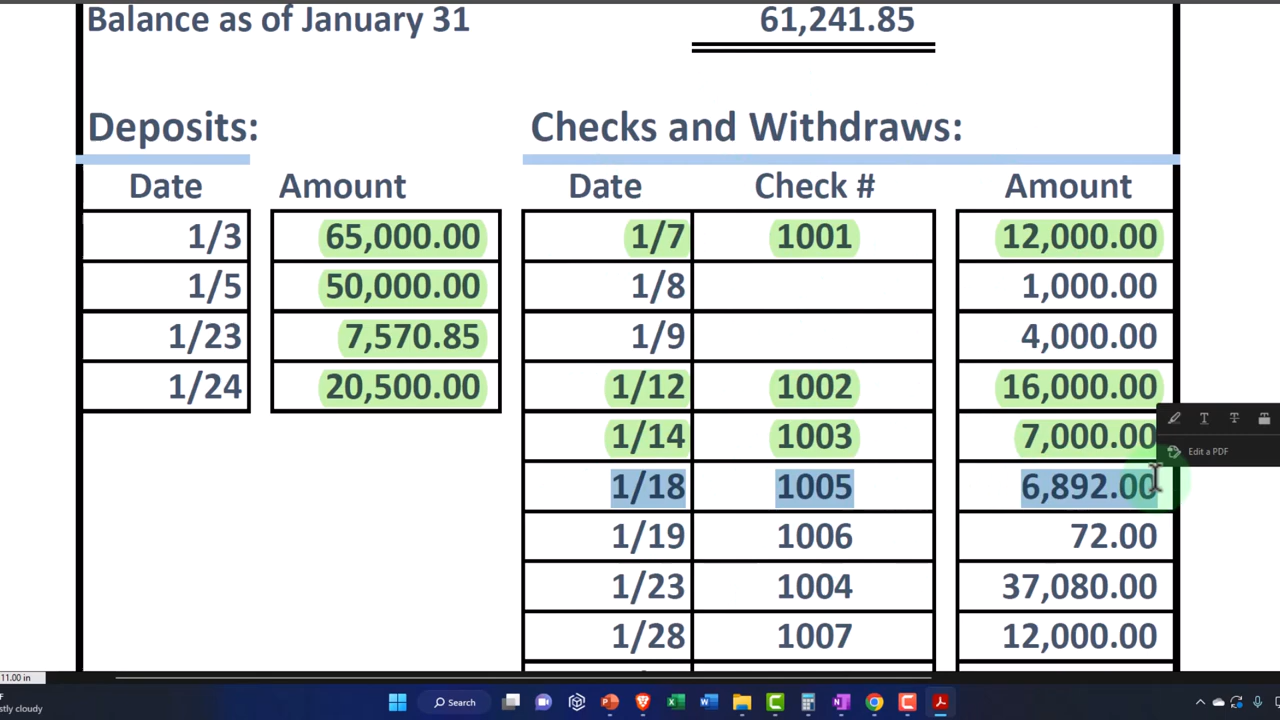 Balance as of January 31 61,241.85
Deposits: Checks and Withdraws:
Date Amount Date Check # Amount
1/3 65,000.00 1/7 1001 12,000.00
1/5 50,000.00 1/8 1,000.00
1/23 7,570.85 1/9 4,000.00
1/24 20,500.00 1/12 1002 16,000.00
1/14 1003 7,000.00
Edit a PDF
1/18 1005 6,892.00
1/19 1006 72.00
1/23 1004 37,080.00
1/28 1007 12,000.00
11.00 in
Search